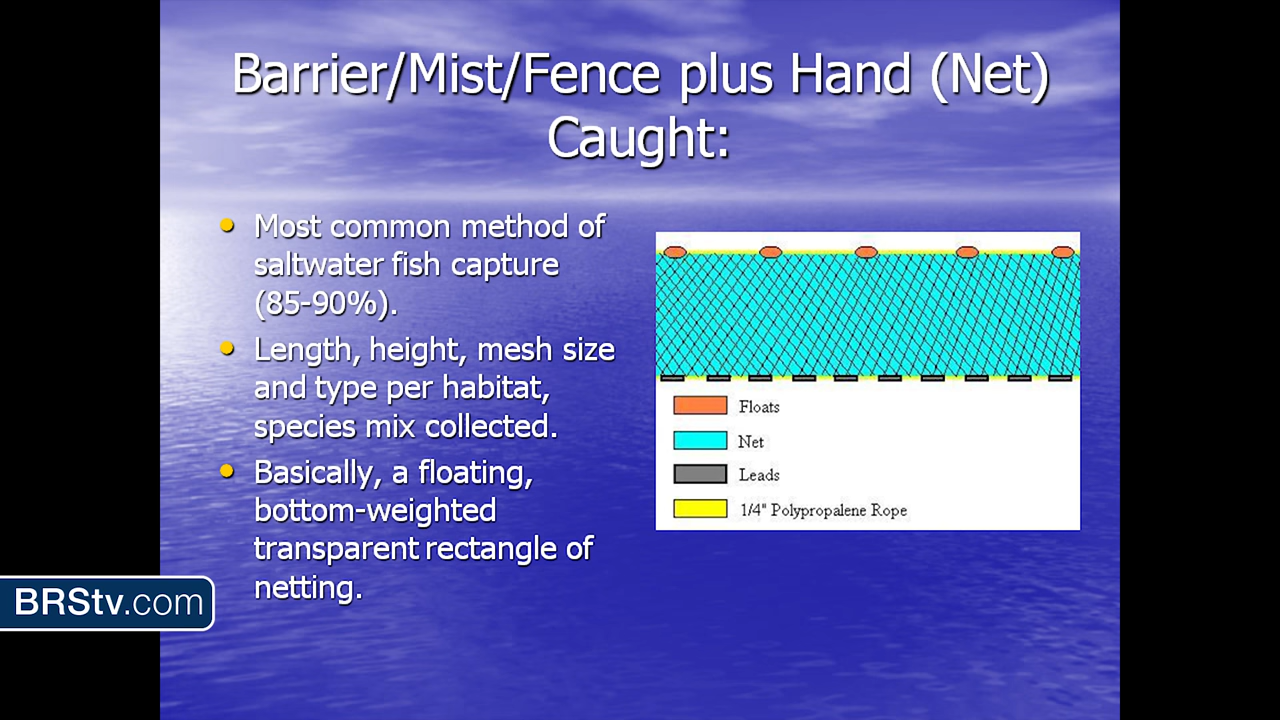 Barrier/Mist/Fence plus Hand (Net)
Caught:
Most common method of
saltwater fish capture
(85-90%).
Length, height, mesh size
and type per habitat,
species mix collected.
Basically, a floating,
bottom-weighted
transparent rectangle of
netting.
Floats
Net
Leads
1/4" Polypropalene Rope
BRStv.com